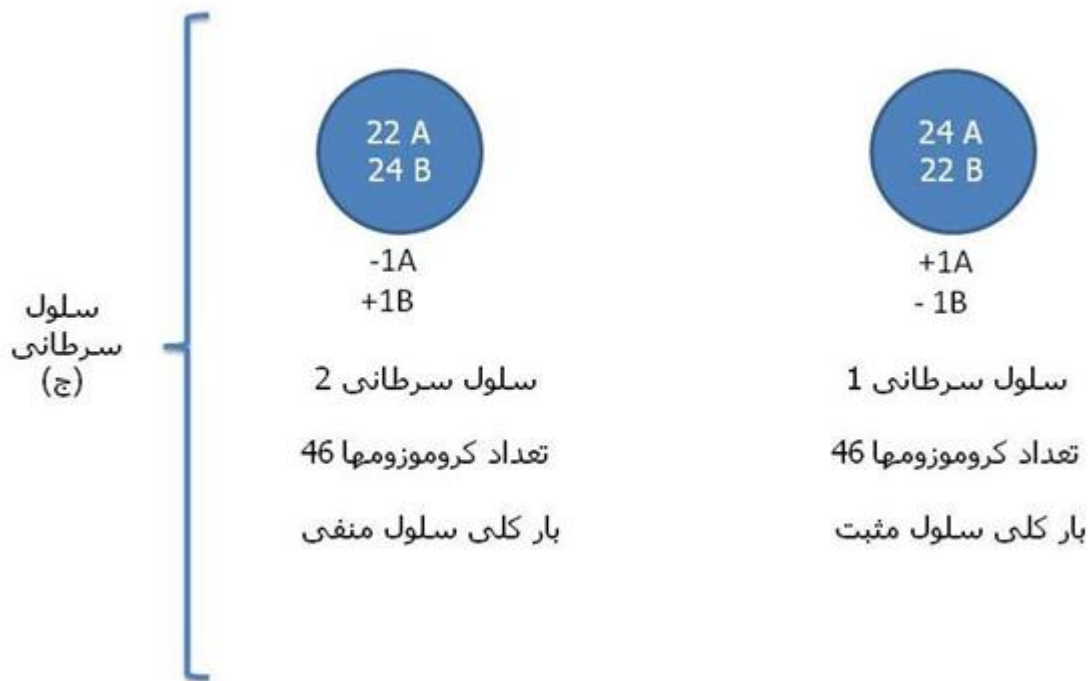 24 A
22 B
+1A
- 1B
سلول سرطانی 1
تعداد کروموزومها 46
بار کلی سلول مثبت
22 A
24 B
-1A
+1B
سلول سرطانی 2
تعداد کروموزومها 46
بار کلی سلول منفی
سلول
سرطانی
(ج)